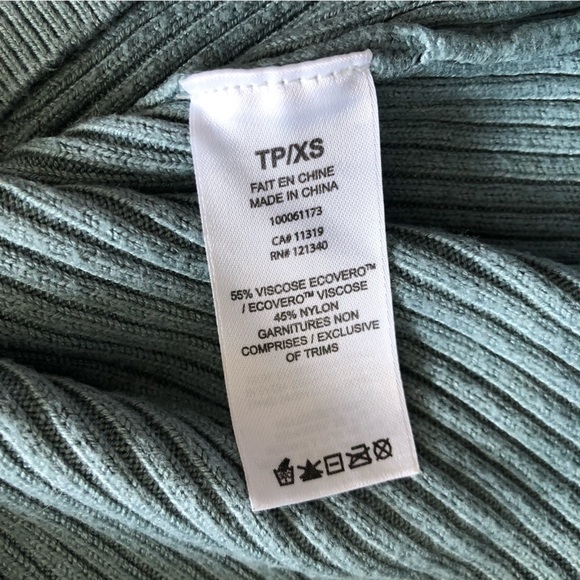 TP/XS
FAIT EN CHINE
MADE IN CHINA
100061173
CA# 11319
RN# 121340
55% VISCOSE ECOVERO™
/ ECOVERO™ VISCOSE
45% NYLON
GARNITURES NON
COMPRISES / EXCLUSIVE
OF TRIMS